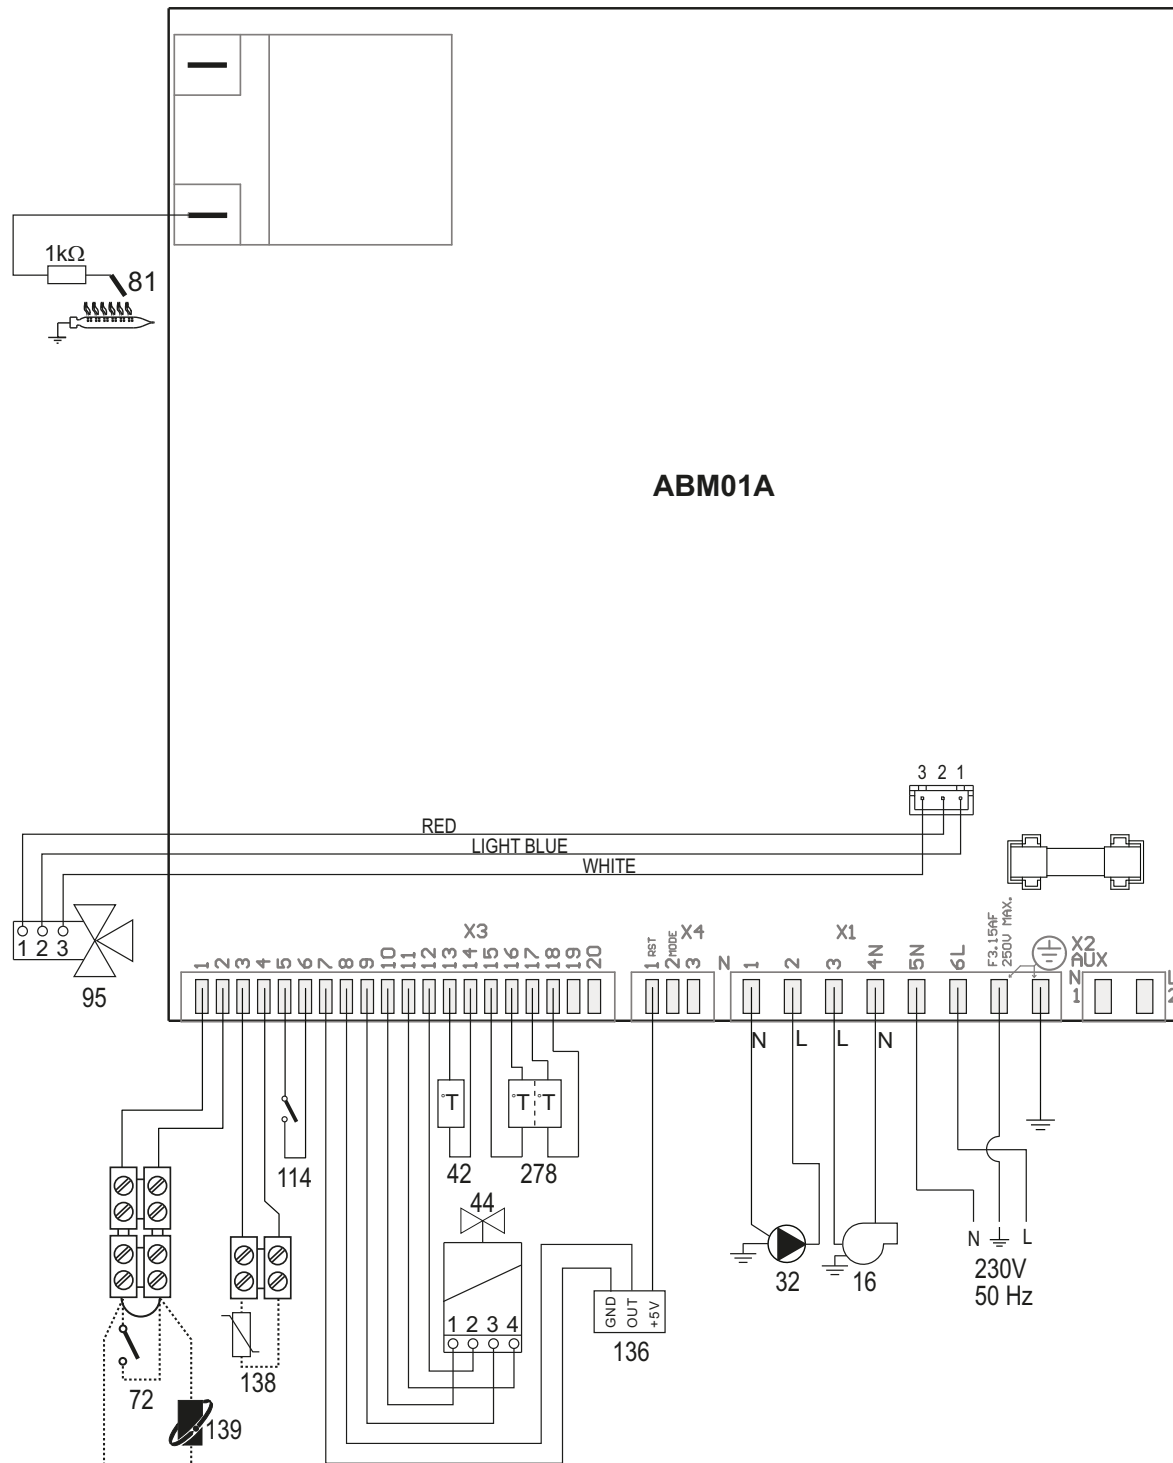 1kΩ
81
ABM01A
3 2 1
RED
LIGHT BLUE
WHITE
1 2 3
95
X3
1 2 3 4 5 6 7 8 9 10 11 12 13 14 15 16 17 18 19 20
X4
1 RST 2 MODE 3
X1
N 1 2 3 4N 5N 6L
F3.15AF
250V MAX.
X2
AUX
N L
1 2
N L L N
°T
°T °T
114
42
278
44
1 2 3 4
GND
OUT
+5V
136
32
16
N L
230V
50 Hz
72
138
139